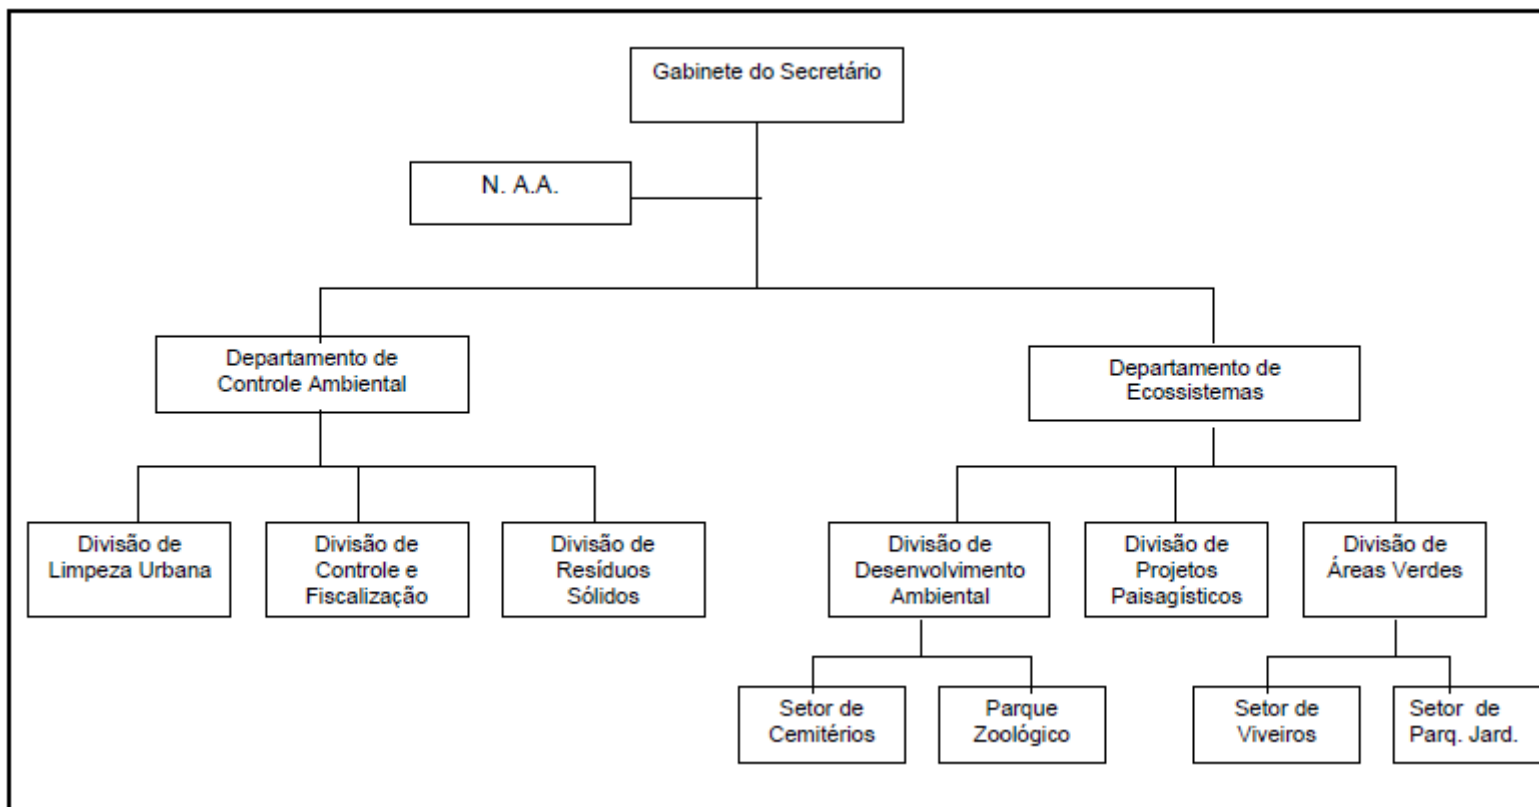 Gabinete do Secretário
N. A.A.
Departamento de
Controle Ambiental
Departamento de
Ecossistemas
Divisão de
Limpeza Urbana
Divisão de
Controle e
Fiscalização
Divisão de
Resíduos
Sólidos
Divisão de
Desenvolvimento
Ambiental
Divisão de
Projetos
Paisagísticos
Divisão de
Áreas Verdes
Setor de
Cemitérios
Parque
Zoológico
Setor de
Viveiros
Setor de
Parq. Jard.